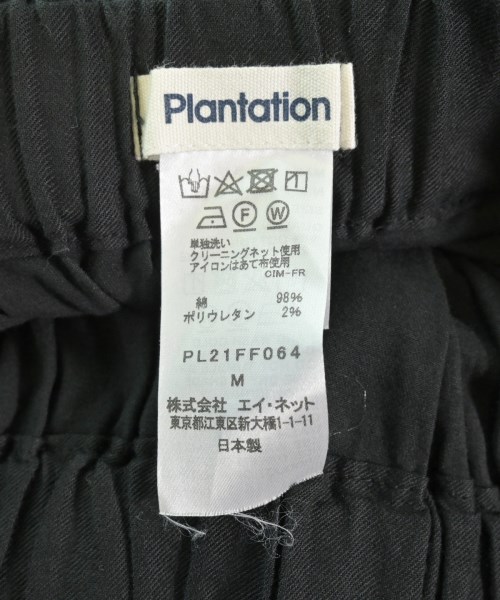 Plantation
F W
単独洗い
クリーニングネット使用
アイロンはあて布使用
CIM-FR
綿 98%
ポリウレタン 2%
PL21FF064
M
株式会社 エイ・ネット
東京都江東区新大橋1-1-11
日本製